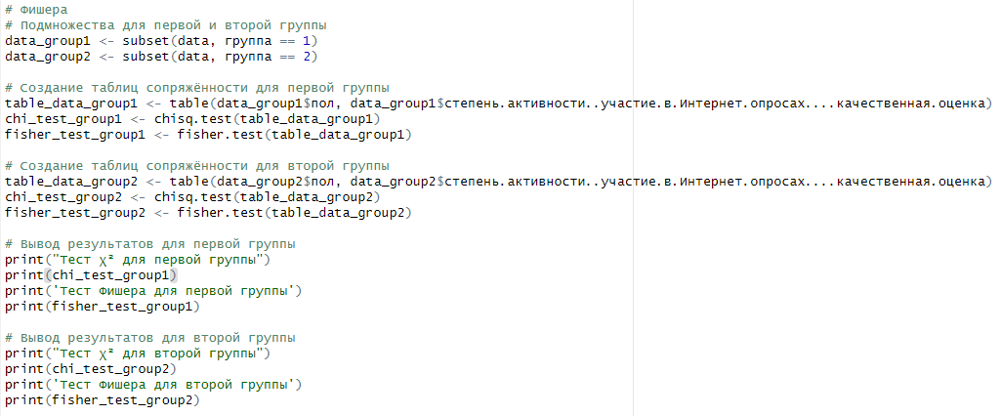 # Фишера
# Подмножества для первой и второй группы
data_group1 <- subset(data, группа == 1)
data_group2 <- subset(data, группа == 2)
# Создание таблиц сопряжённости для первой группы
table_data_group1 <- table(data_group1$пол, data_group1$степень.активности..участие.в.Интернет.опросах....качественная.оценка)
chi_test_group1 <- chisq.test(table_data_group1)
fisher_test_group1 <- fisher.test(table_data_group1)
# Создание таблиц сопряжённости для второй группы
table_data_group2 <- table(data_group2$пол, data_group2$степень.активности..участие.в.Интернет.опросах....качественная.оценка)
chi_test_group2 <- chisq.test(table_data_group2)
fisher_test_group2 <- fisher.test(table_data_group2)
# Вывод результатов для первой группы
print("Тест χ² для первой группы")
print(chi_test_group1)
print('Тест Фишера для первой группы')
print(fisher_test_group1)
# Вывод результатов для второй группы
print("Тест χ² для второй группы")
print(chi_test_group2)
print('Тест Фишера для второй группы')
print(fisher_test_group2)